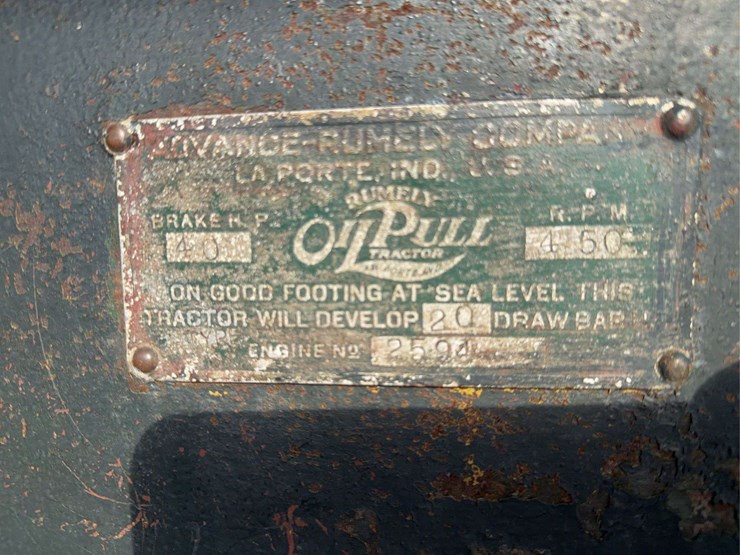 ADVANCE-RUMELY COMPANY
LA PORTE, IND., U.S.A.
RUMELY
BRAKE H.P. R.P.M.
40 OILPULL 450
TRACTOR
ON GOOD FOOTING AT SEA LEVEL THIS
TRACTOR WILL DEVELOP 20 DRAW BAR H
ENGINE No 2594